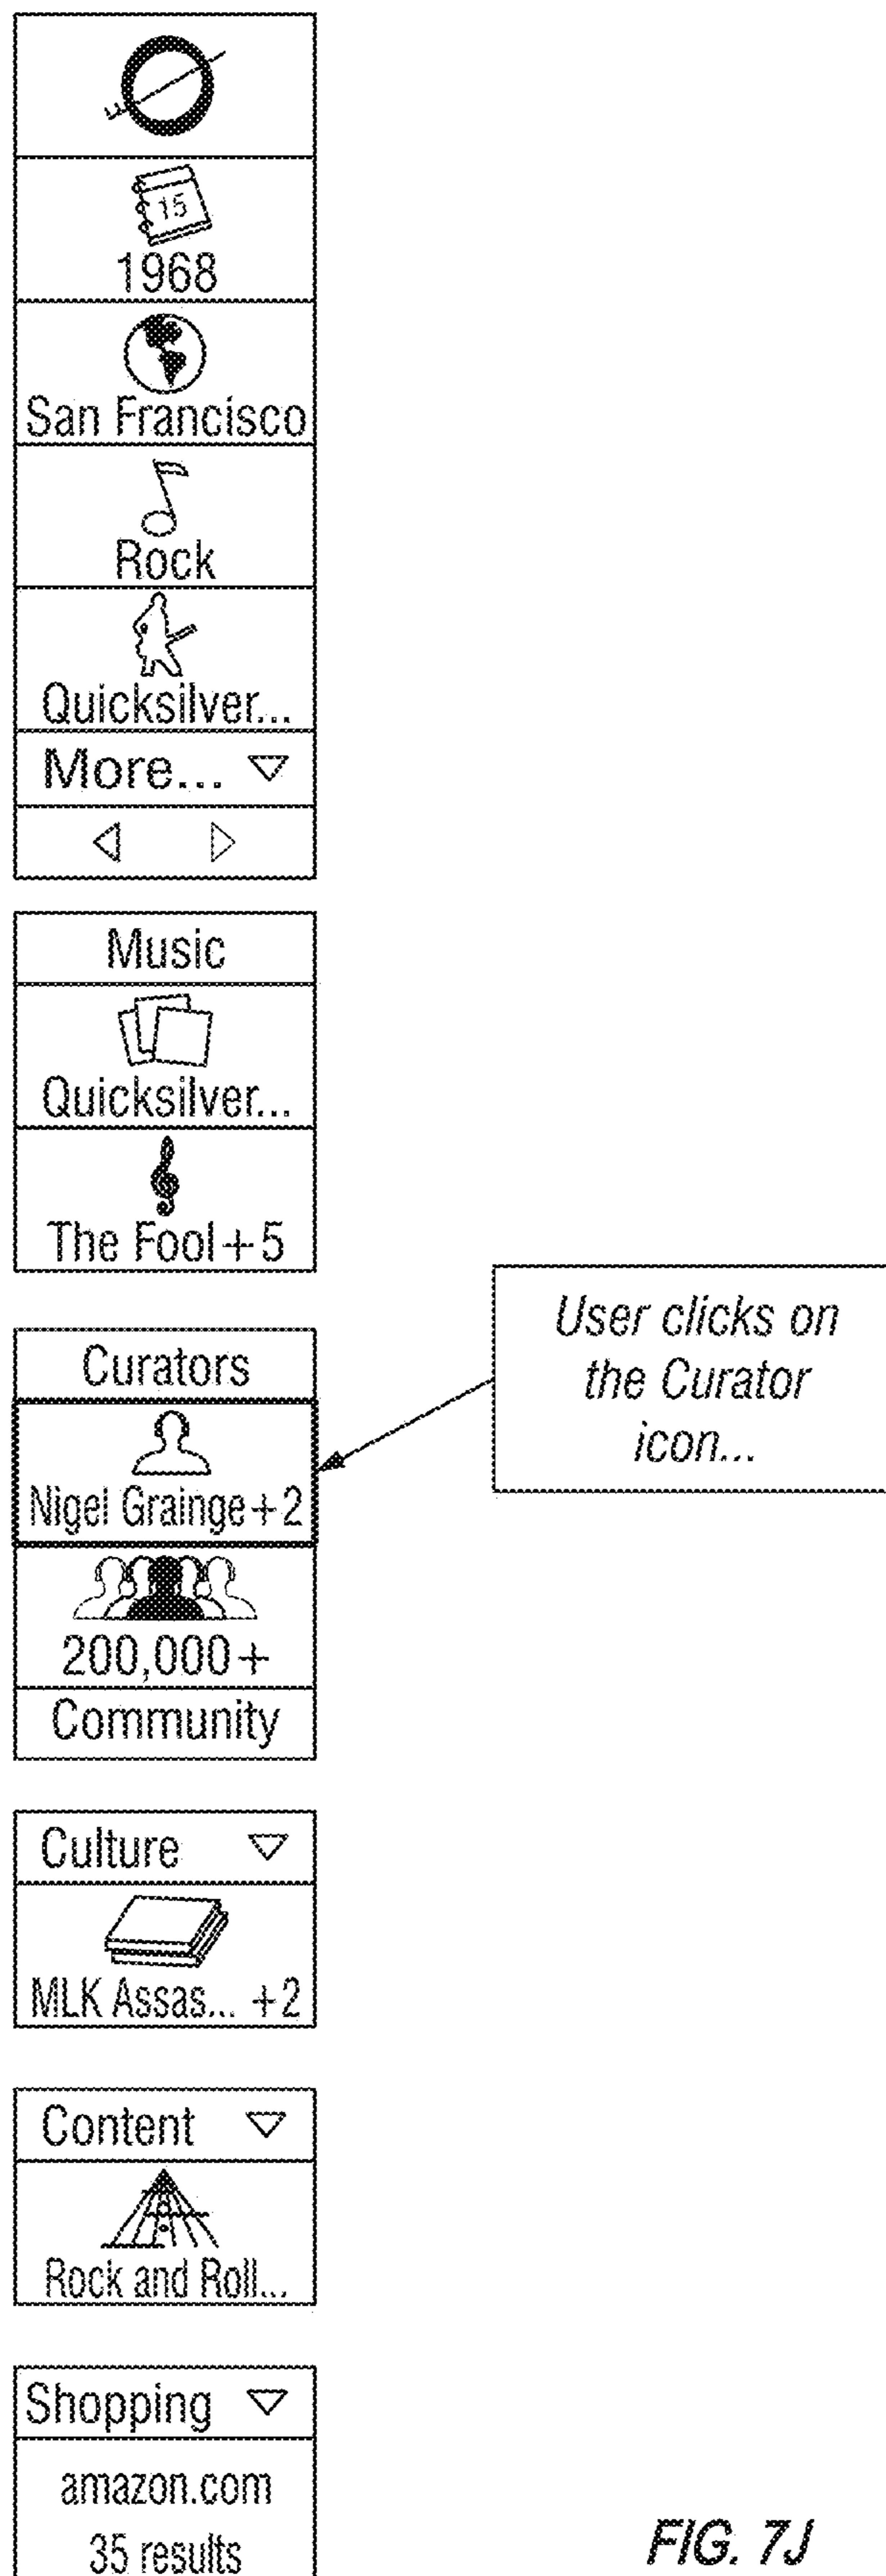 15
1968
San Francisco
Rock
Quicksilver...
More...
Music
Quicksilver...
The Fool+5
Curators
Nigel Grainge+2
200,000+
Community
User clicks on
the Curator
icon...
Culture
MLK Assas... +2
Content
Rock and Roll...
Shopping
amazon.com
35 results
FIG. 7J